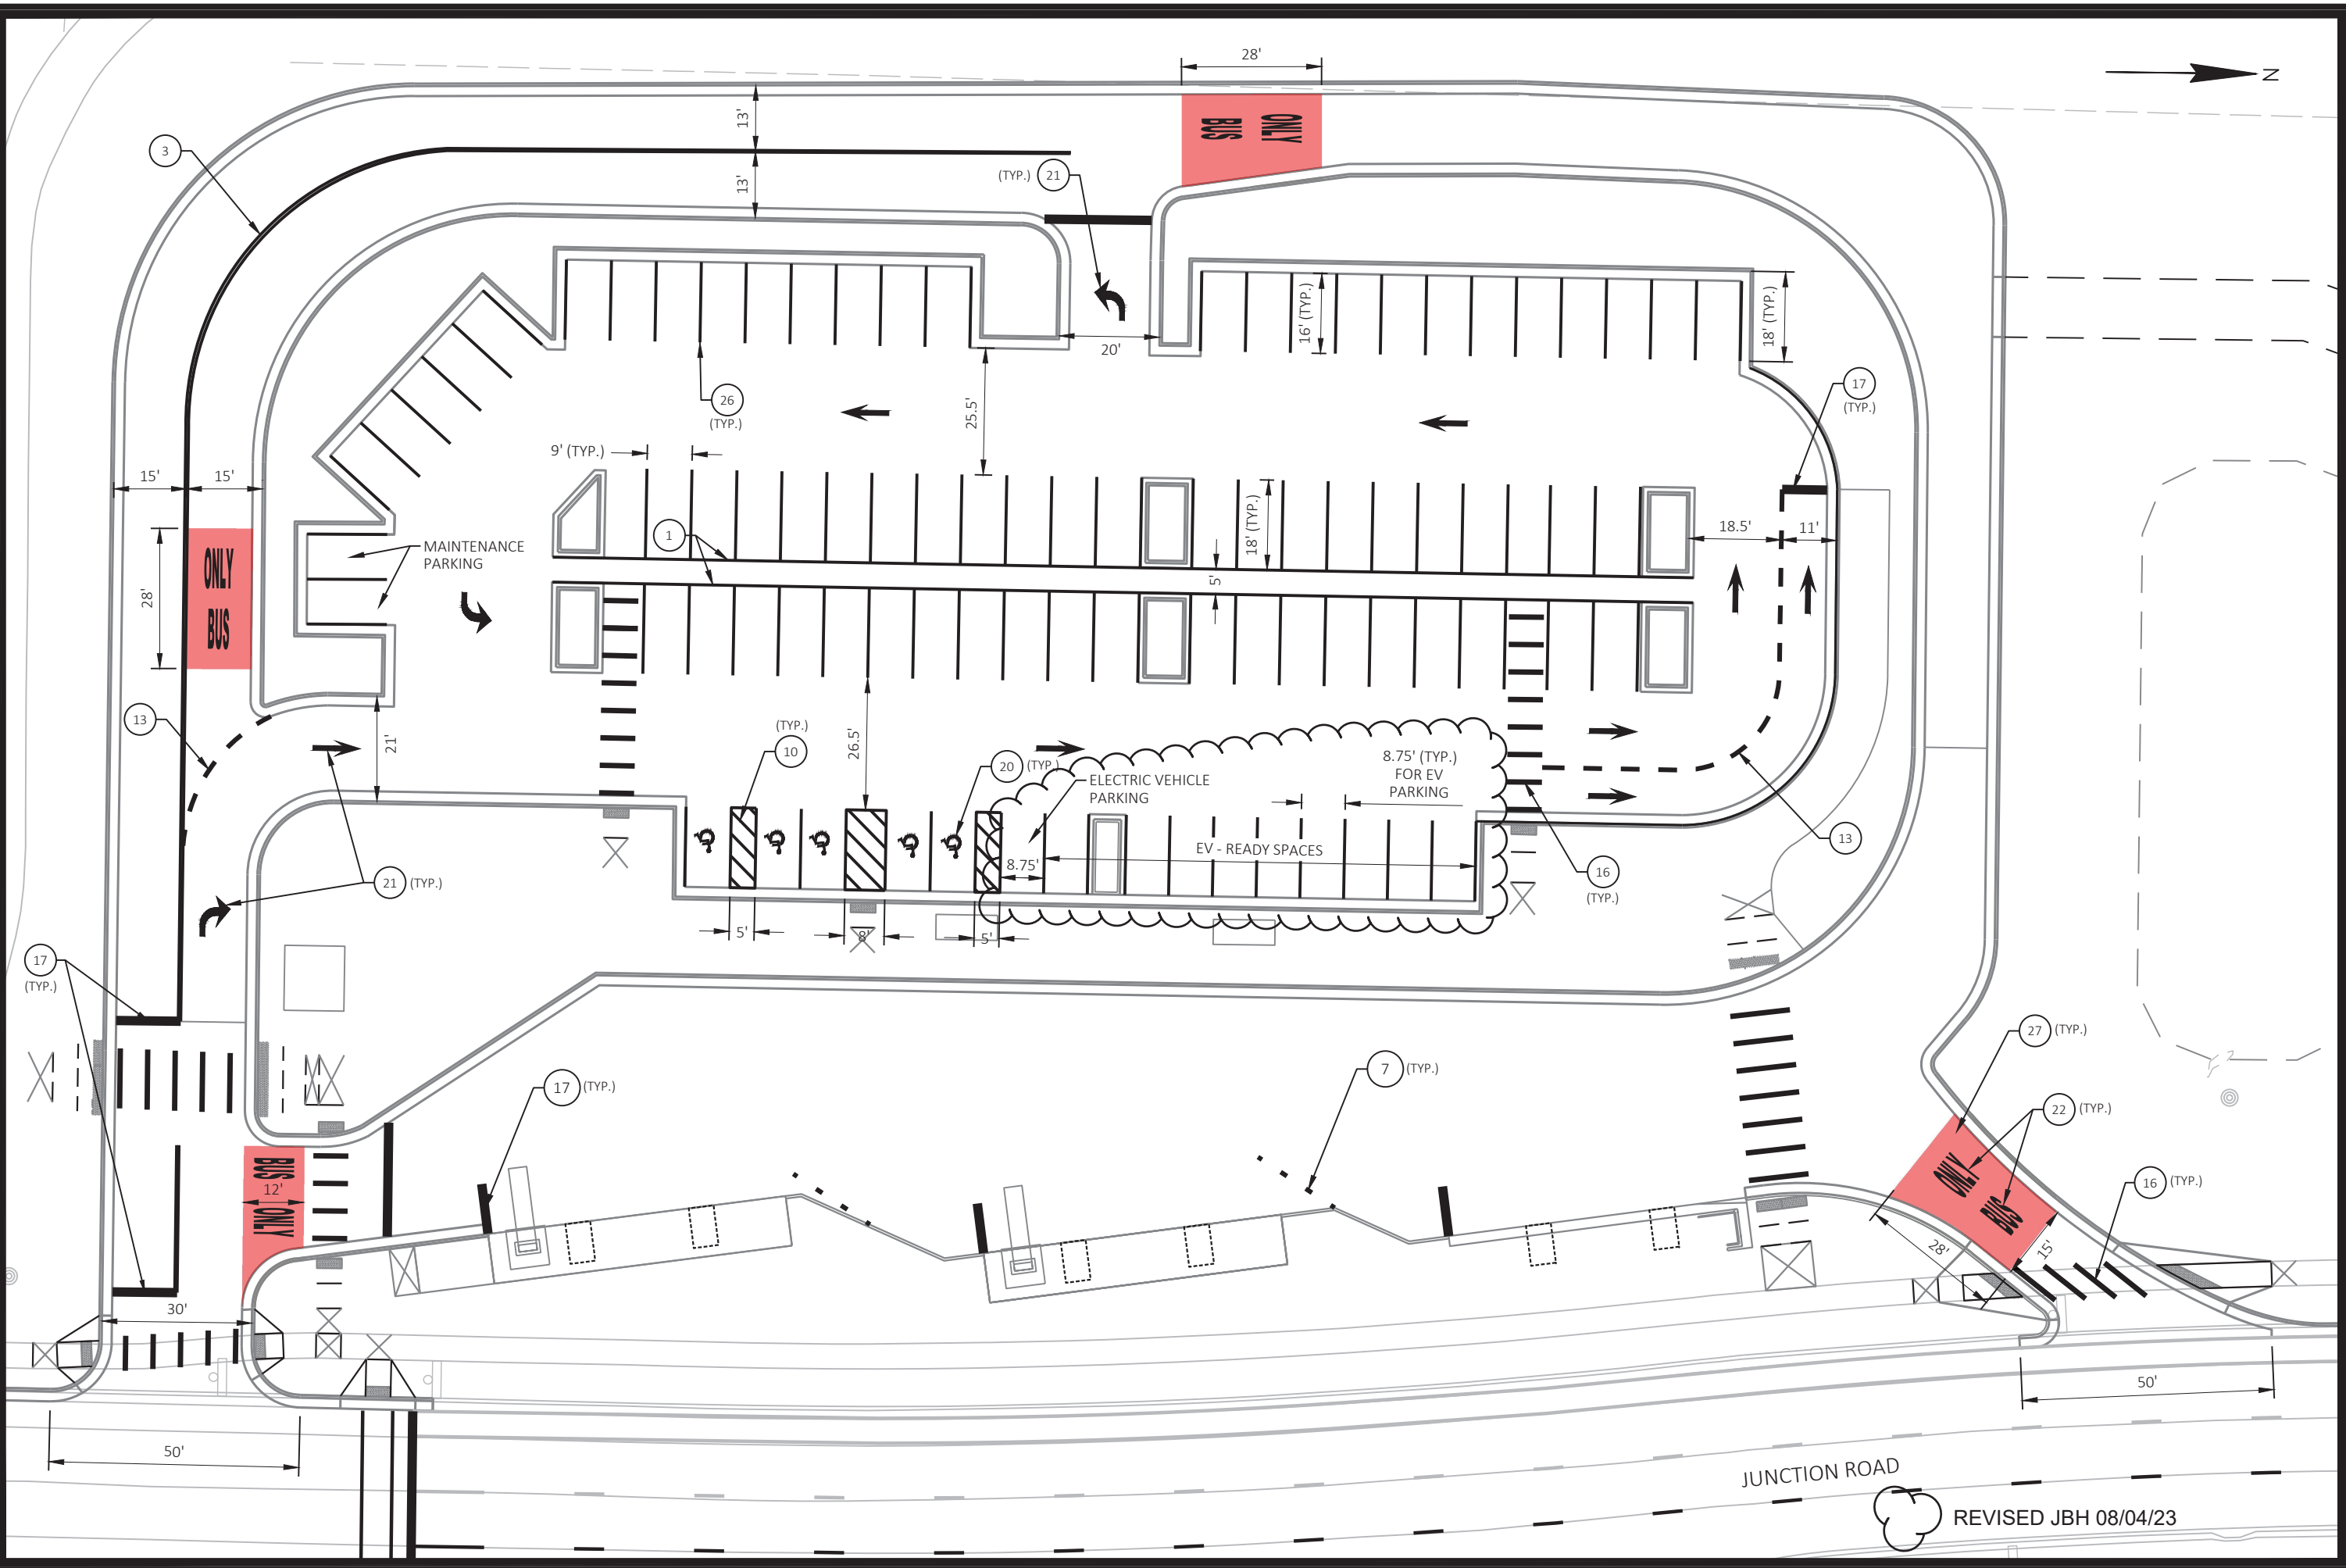 28'
N
13'
3
13'
(TYP.) 21
ONLY
BUS
20'
16' (TYP.)
18' (TYP.)
26
(TYP.)
25.5'
17
(TYP.)
9' (TYP.)
15'
15'
1
18' (TYP.)
18.5'
11'
MAINTENANCE
PARKING
ONLY
BUS
28'
5'
13
21'
(TYP.)
10
26.5'
20 (TYP.)
ELECTRIC VEHICLE
PARKING
8.75' (TYP.)
FOR EV
PARKING
13
8.75'
EV - READY SPACES
16
(TYP.)
21 (TYP.)
5'
8'
5'
17
(TYP.)
27 (TYP.)
17 (TYP.)
7 (TYP.)
22 (TYP.)
BUS
12'
ONLY
ONLY
BUS
16 (TYP.)
28'
15'
30'
50'
50'
JUNCTION ROAD
REVISED JBH 08/04/23